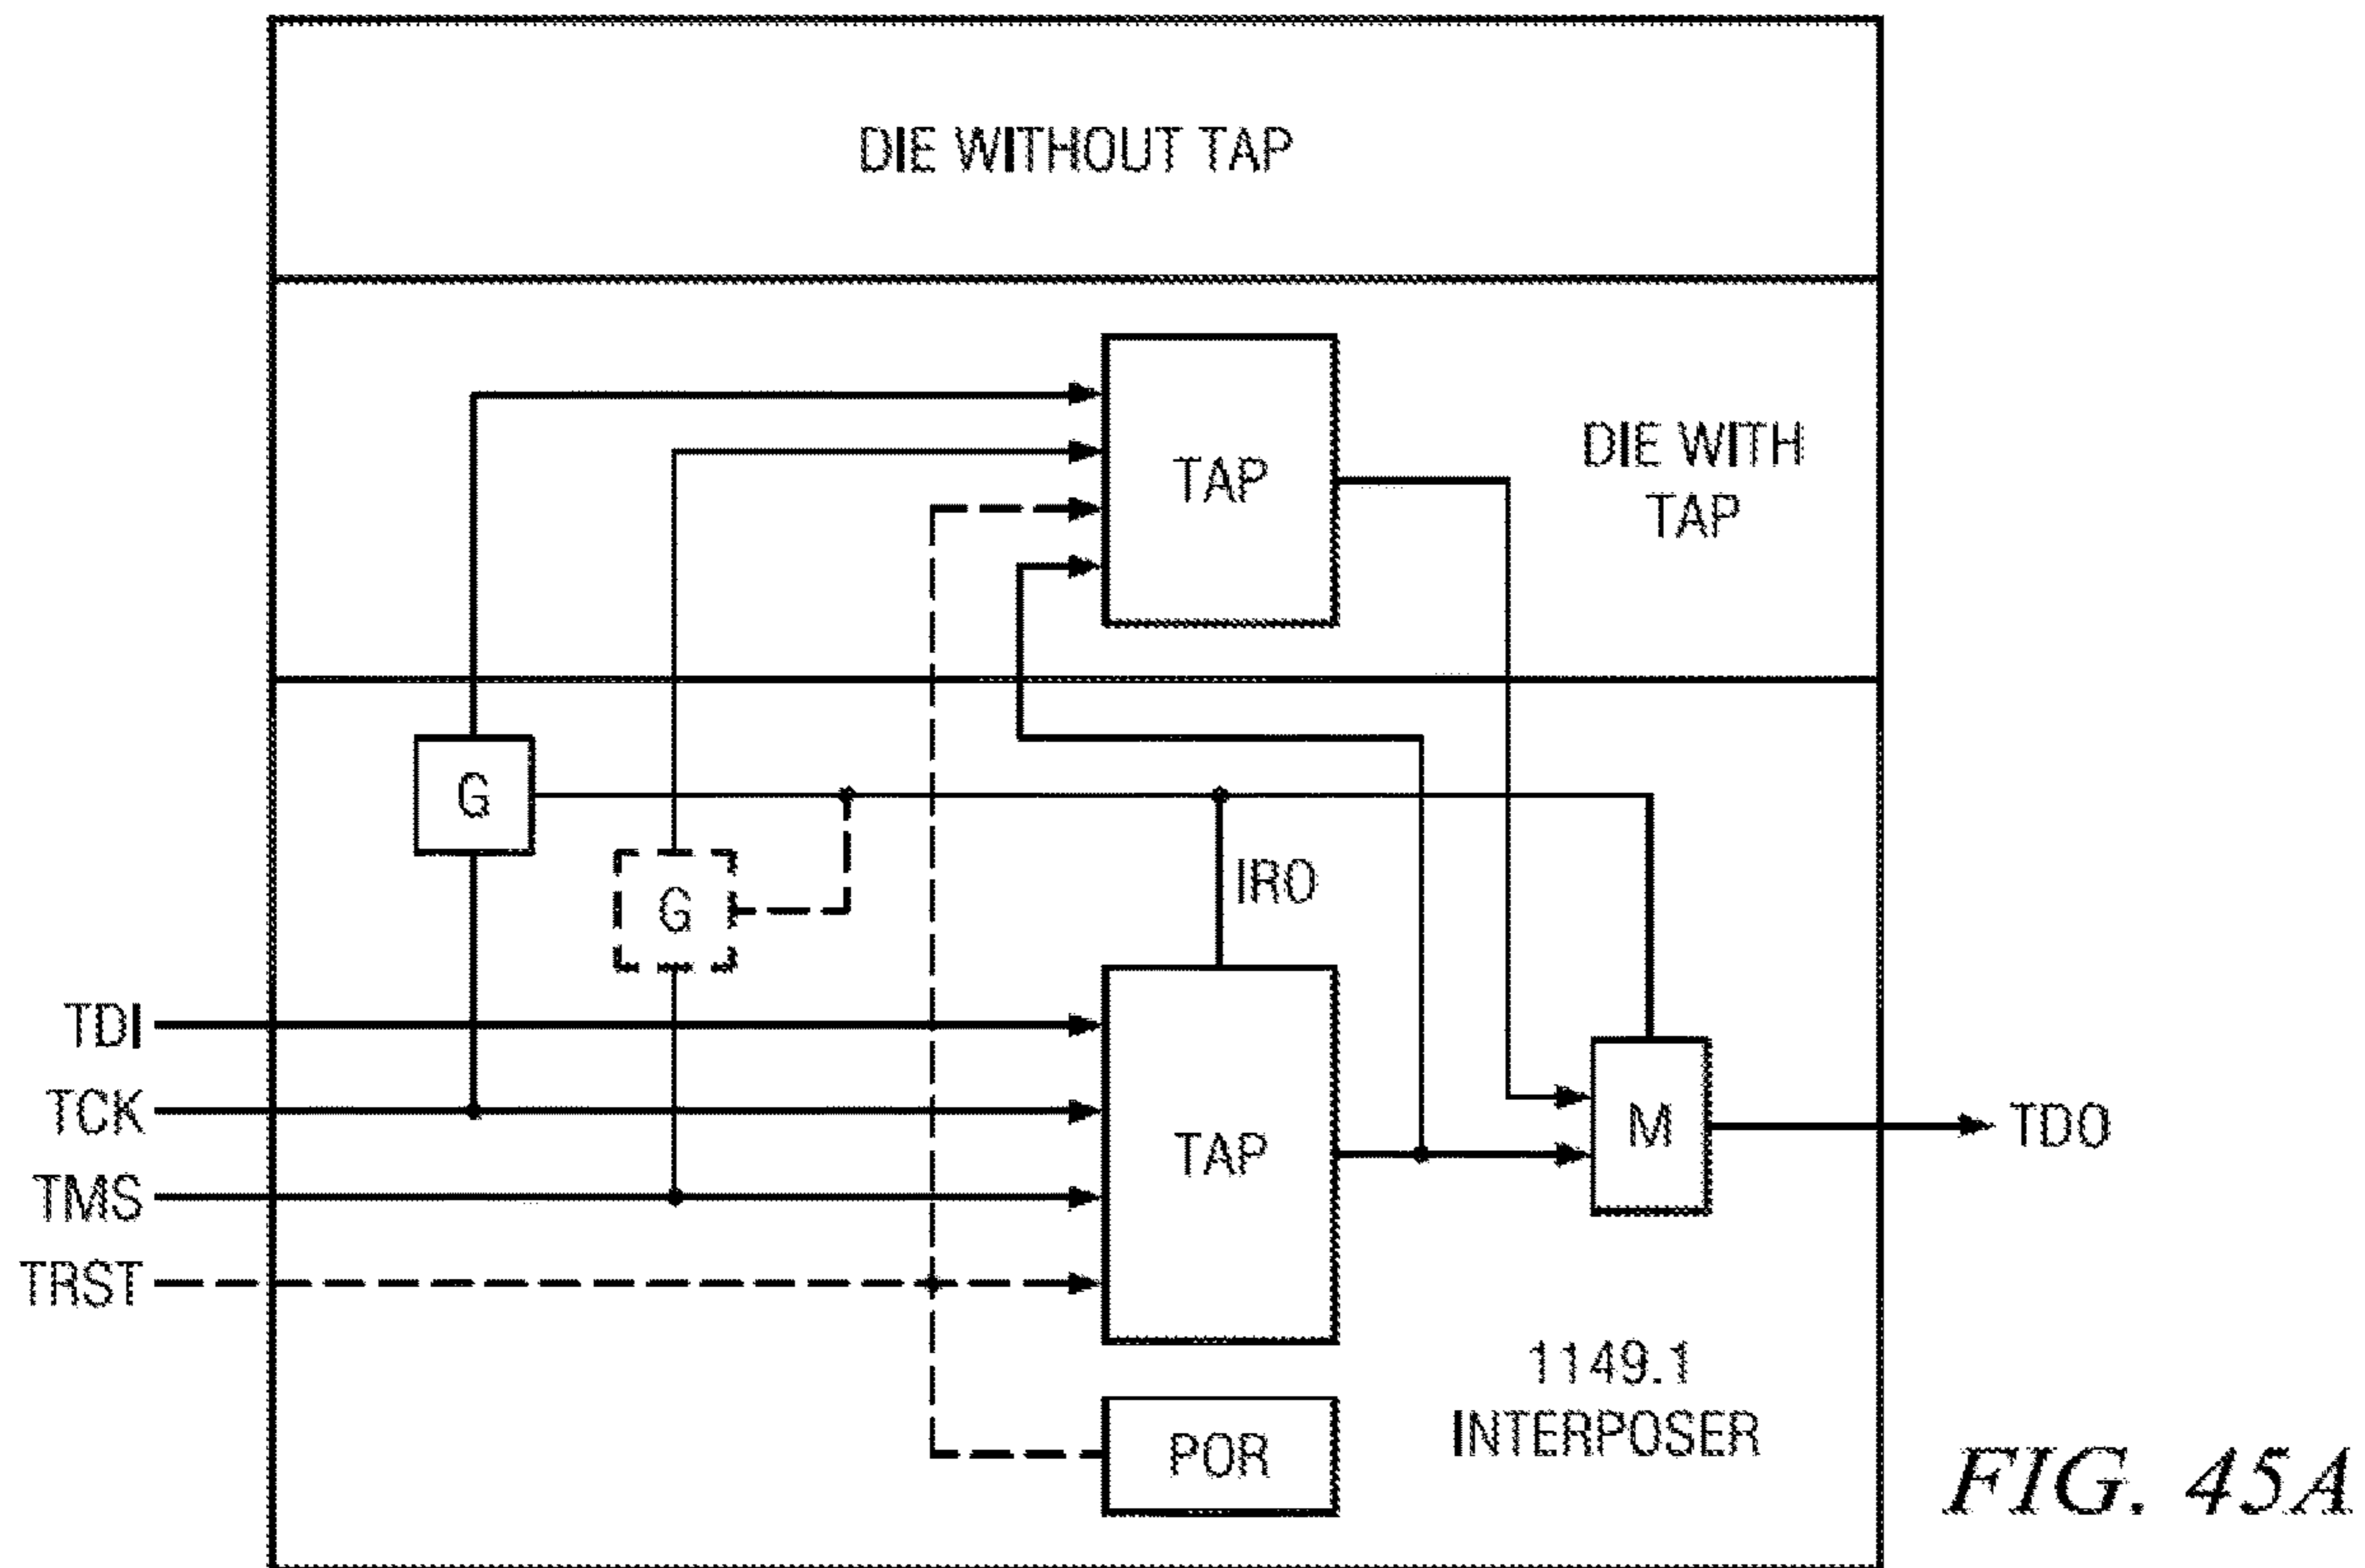 DIE WITHOUT TAP
TAP
DIE WITH
TAP
G
G
IRO
TDI
TCK
TMS
TRST
TAP
M
TDO
1149.1
INTERPOSER
POR
FIG. 45A